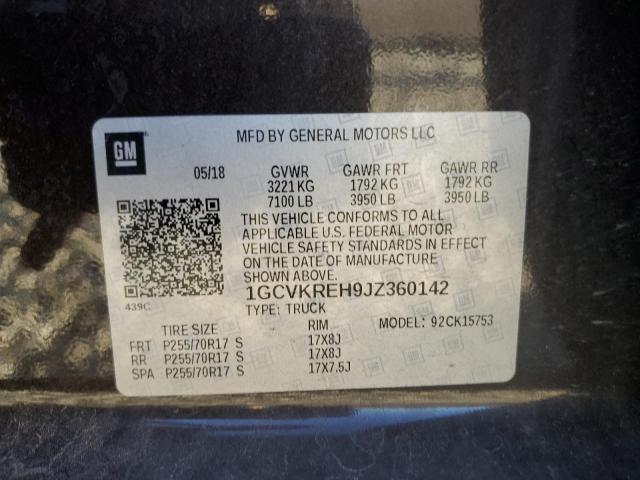 GM
MFD BY GENERAL MOTORS LLC
05/18 GVWR GAWR FRT GAWR RR
3221 KG 1792 KG 1792 KG
7100 LB 3950 LB 3950 LB
THIS VEHICLE CONFORMS TO ALL
APPLICABLE U.S. FEDERAL MOTOR
VEHICLE SAFETY STANDARDS IN EFFECT
ON THE DATE OF MANUFACTURE
SHOWN ABOVE.
439C
1GCVKREH9JZ360142
TYPE: TRUCK
TIRE SIZE RIM MODEL: 92CK15753
FRT P255/70R17 S 17X8J
RR P255/70R17 S 17X8J
SPA P255/70R17 S 17X7.5J